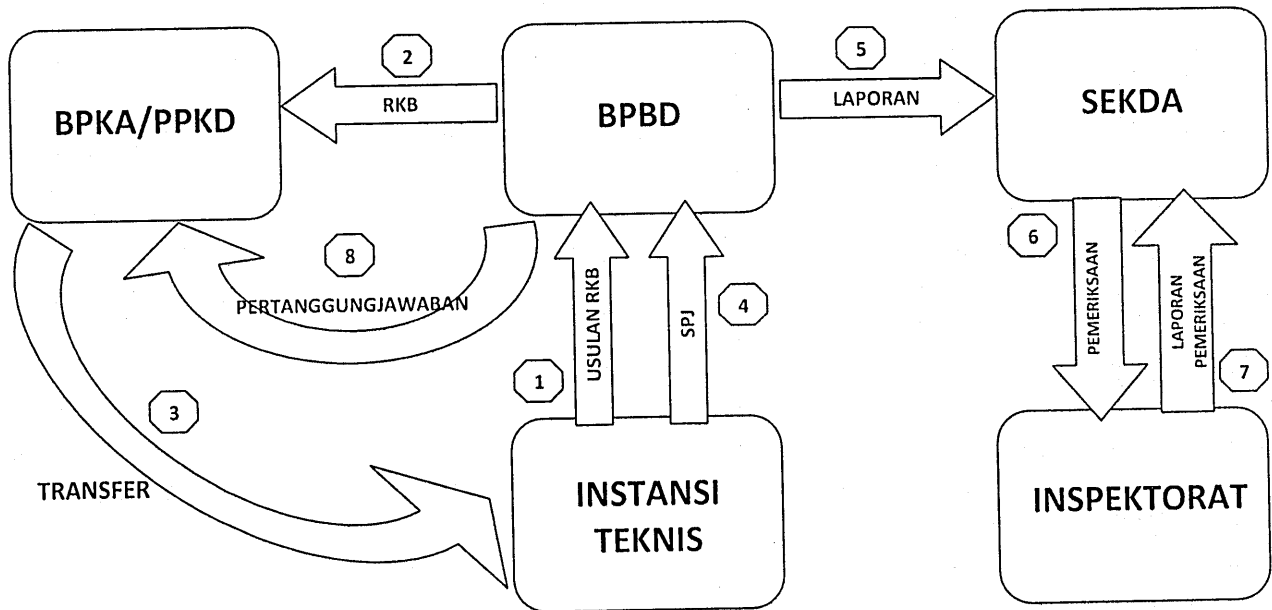 2
RKB
5
LAPORAN
BPKA/PPKD
BPBD
SEKDA
8
PERTANGGUNGJAWABAN
1
USULAN RKB
SPJ
4
6
PEMERIKSAAN
LAPORAN
PEMERIKSAAN
7
3
TRANSFER
INSTANSI
TEKNIS
INSPEKTORAT